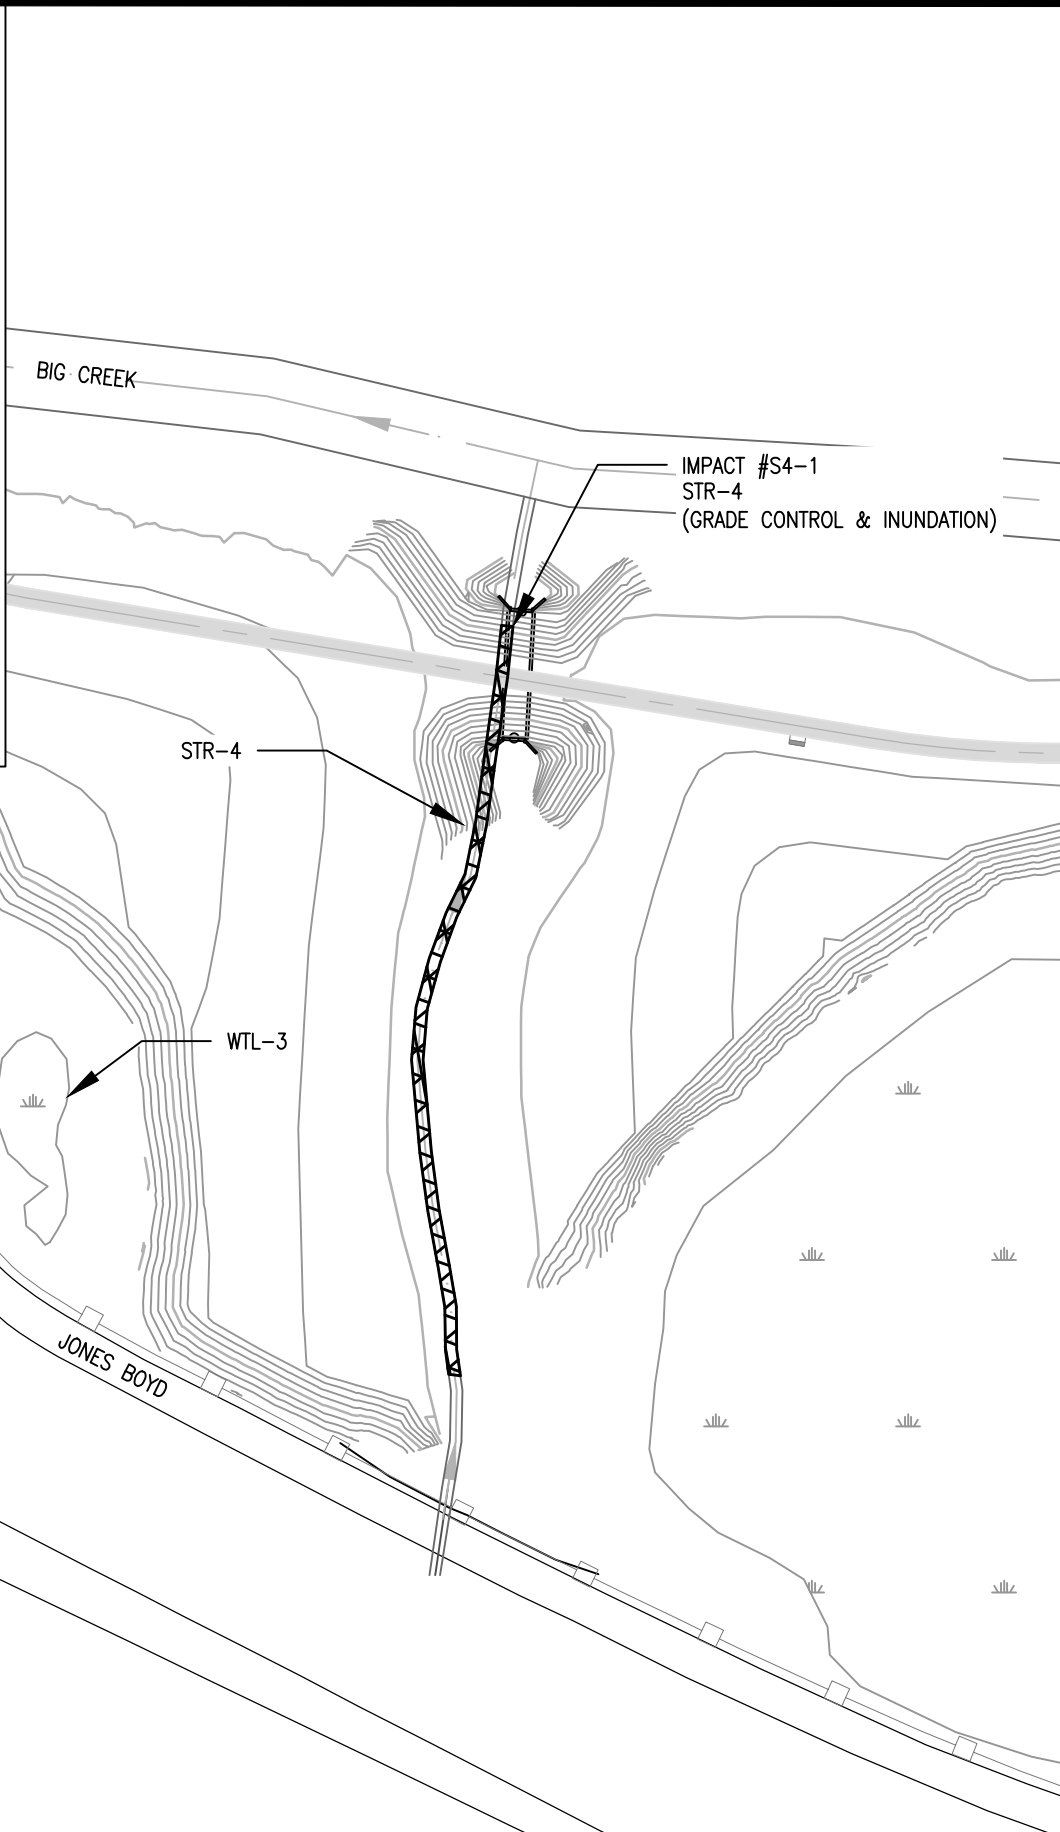 BIG CREEK
IMPACT #S4-1
STR-4
(GRADE CONTROL & INUNDATION)
STR-4
WTL-3
JONES BOYD